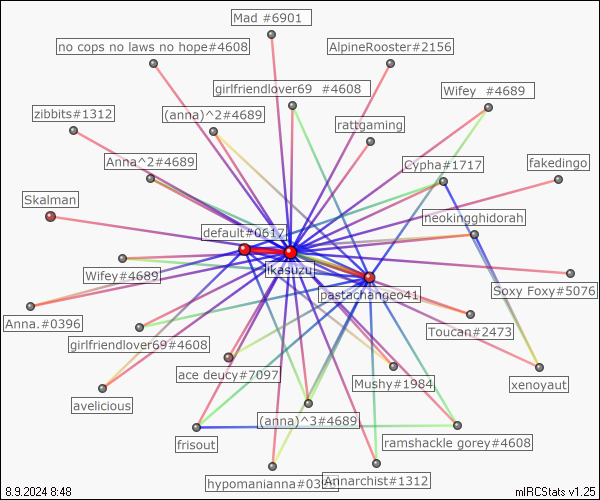 Mad #6901
no cops no laws no hope#4608
AlpineRooster#2156
girlfriendlover69 #4608
Wifey #4689
zibbits#1312
(anna)^2#4689
rattgaming
Anna^2#4689
Cypha#1717
fakedingo
Skalman
neokingghidorah
default#0617
ikasuzu
Wifey#4689
pastachangeo41
Soxy Foxy#5076
Anna.#0396
Toucan#2473
girlfriendlover69#4608
ace deucy#7097
Mushy#1984
xenoyaut
avelicious
(anna)^3#4689
frisout
ramshackle gorey#4608
hypomanianna#0396
Annarchist#1312
8.9.2024 8:48
mIRCStats v1.25